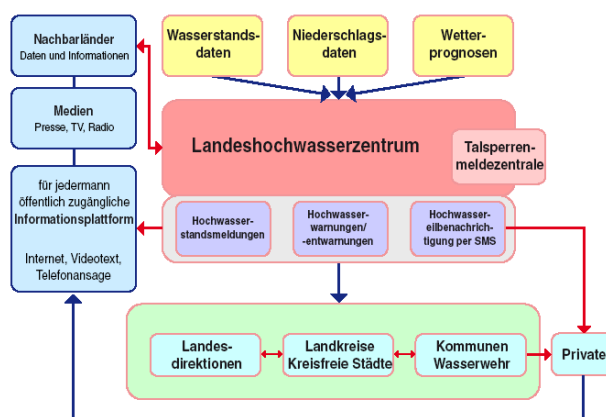 Nachbarländer
Daten und Informationen
Medien
Presse, TV, Radio
für jedermann
öffentlich zugängliche
Informationsplattform
Internet, Videotext,
Telefonansage
Wasserstands-
daten
Niederschlags-
daten
Wetter-
prognosen
Landeshochwasserzentrum
Talsperren-
meldezentrale
Hochwasser-
standsmeldungen
Hochwasser-
warnungen/
-entwarnungen
Hochwasser-
eilbenachrich-
tigung per SMS
Landes-
direktionen
Landkreise
Kreisfreie Städte
Kommunen
Wasserwehr
Private